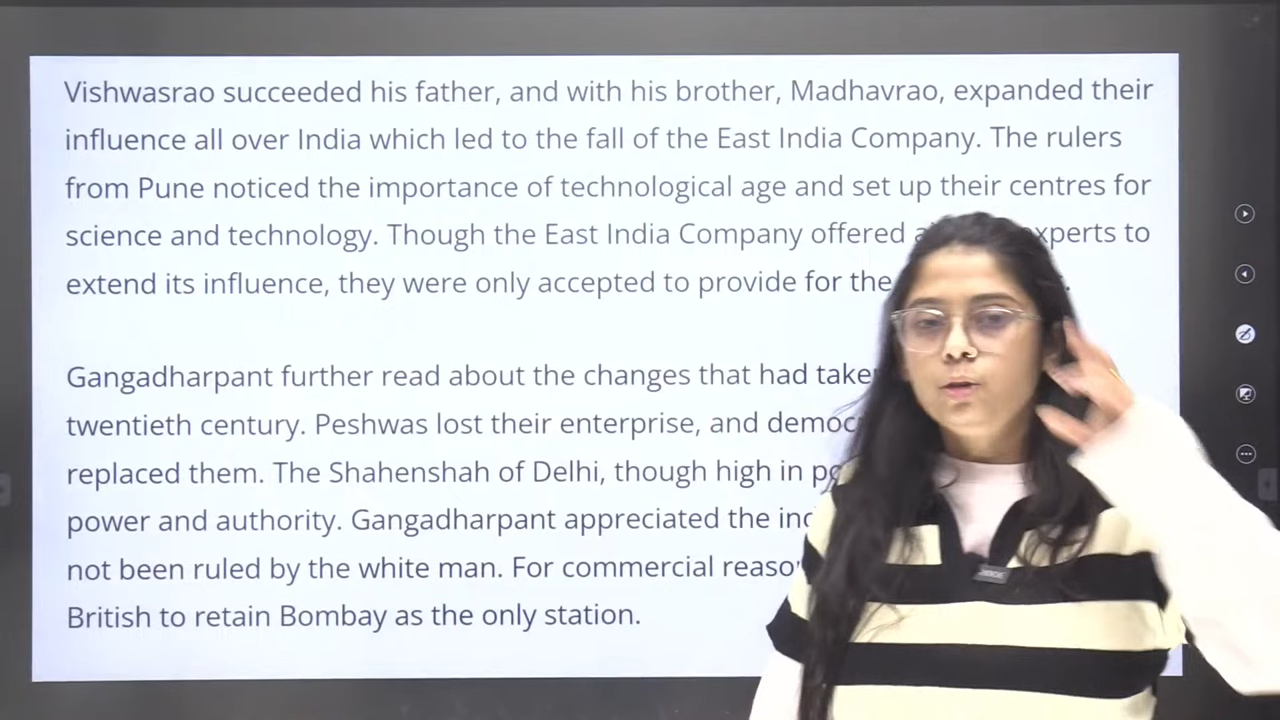 Vishwasrao succeeded his father, and with his brother, Madhavrao, expanded their
influence all over India which led to the fall of the East India Company. The rulers
from Pune noticed the importance of technological age and set up their centres for
science and technology. Though the East India Company offered to
extend its influence, they were only accepted to provide for the
Gangadharpant further read about the changes that had
twentieth century. Peshwas lost their enterprise, and
replaced them. The Shahenshah of Delhi, though high in
power and authority. Gangadharpant appreciated the
not been ruled by the white man. For commercial
British to retain Bombay as the only station.